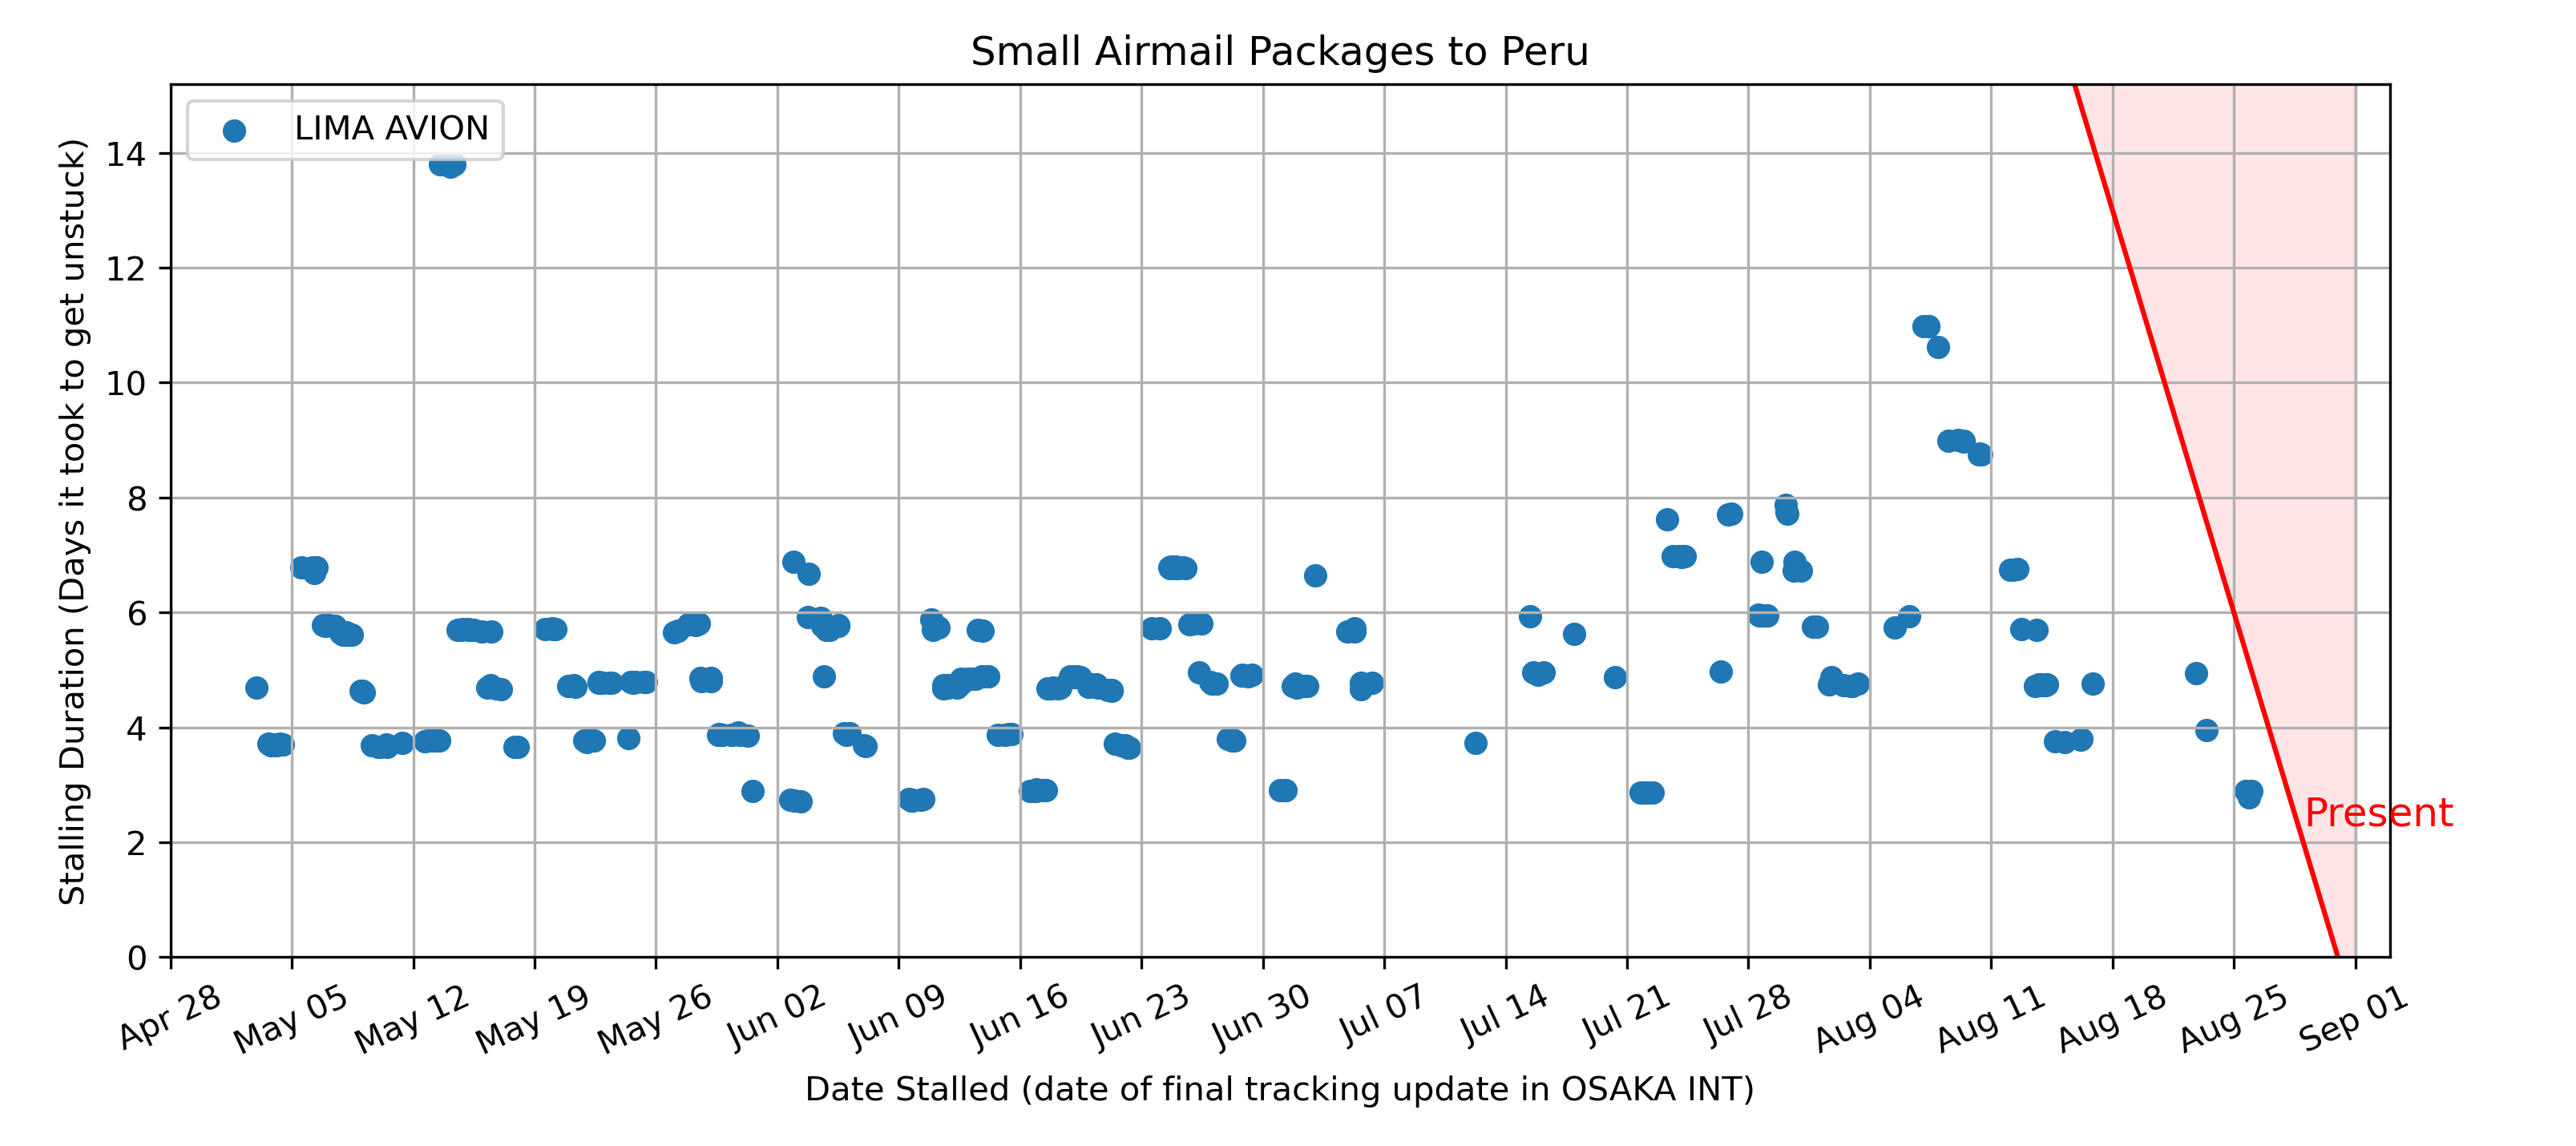 Small Airmail Packages to Peru
LIMA AVION
Stalling Duration (Days it took to get unstuck)
14
12
10
8
6
4
2
0
Present
Apr 28
May 05
May 12
May 19
May 26
Jun 02
Jun 09
Jun 16
Jun 23
Jun 30
Jul 07
Jul 14
Jul 21
Jul 28
Aug 04
Aug 11
Aug 18
Aug 25
Sep 01
Date Stalled (date of final tracking update in OSAKA INT)